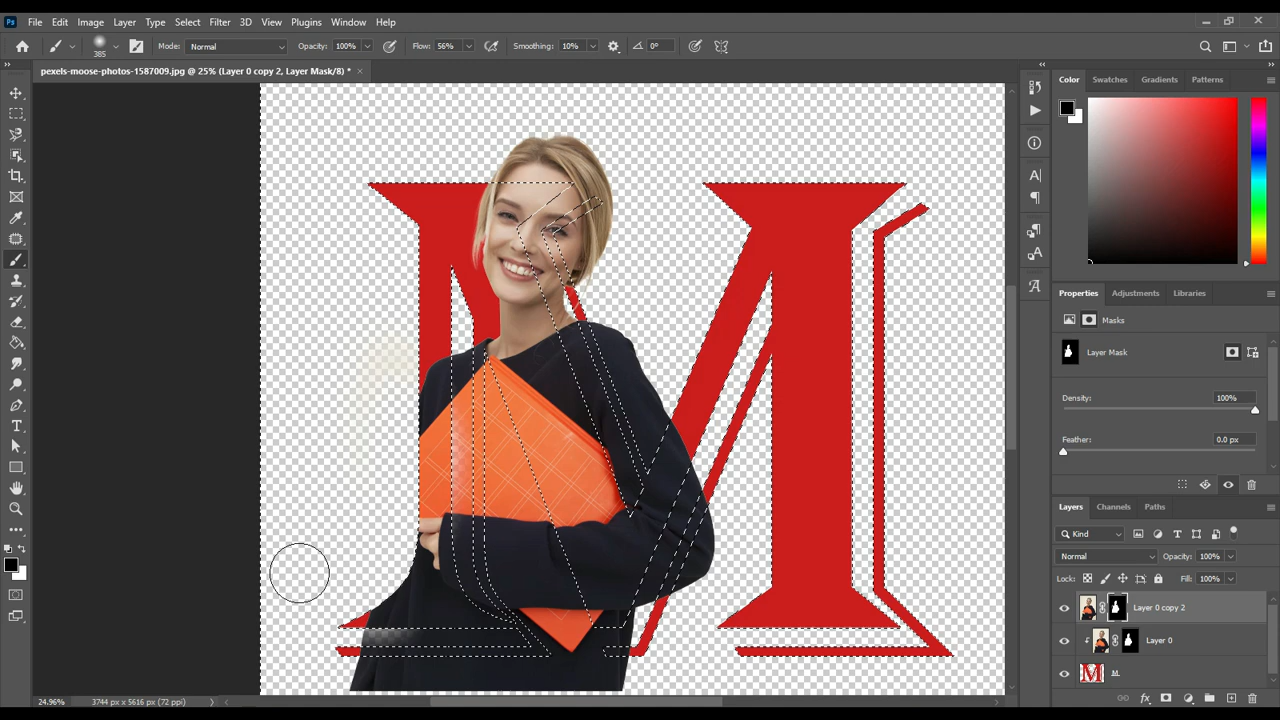 Ps File Edit Image Layer Type Select Filter 3D View Plugins Window Help
385 Mode: Normal Opacity: 100% Flow: 56% Smoothing: 10% 0°
pexels-moose-photos-1587009.jpg @ 25% (Layer 0 copy 2, Layer Mask/8) *
Color Swatches Gradients Patterns
M
Properties Adjustments Libraries
Masks
Layer Mask
Density: 100%
Feather: 0.0 px
Layers Channels Paths
Kind
Normal Opacity: 100%
Lock: Fill: 100%
Layer 0 copy 2
Layer 0
M
24.96% 3744 px x 5616 px (72 ppi)